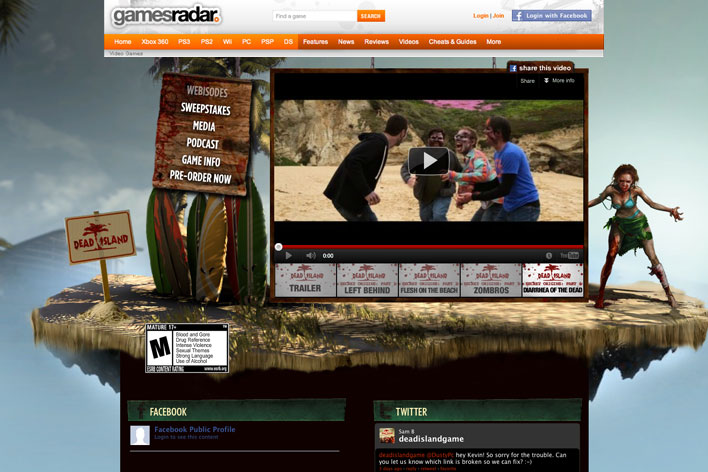 gamesradar.
Find a game
SEARCH
Login | Join
f Login with Facebook
Home Xbox 360 PS3 PS2 Wii PC PSP DS Features News Reviews Videos Cheats & Guides More
Video Games
f share this video
Share More info
WEBISODES
SWEEPSTAKES
MEDIA
PODCAST
GAME INFO
PRE-ORDER NOW
DEAD ISLAND
0:00
YouTube
DEAD ISLAND
TRAILER
DEAD ISLAND
LEFT BEHIND
DEAD ISLAND
FLESH ON THE BEACH
DEAD ISLAND
ZOMBROS
DEAD ISLAND
DIARRHEA OF THE DEAD
MATURE 17+
M
Blood and Gore
Drug Reference
Intense Violence
Sexual Themes
Strong Language
Use of Alcohol
ESRB CONTENT RATING www.esrb.org
FACEBOOK
Facebook Public Profile
Login to see this content
TWITTER
Sam B
deadislandgame
hey Kevin! So sorry for the trouble. Can
you let us know which link is broken so we can fix? :-)